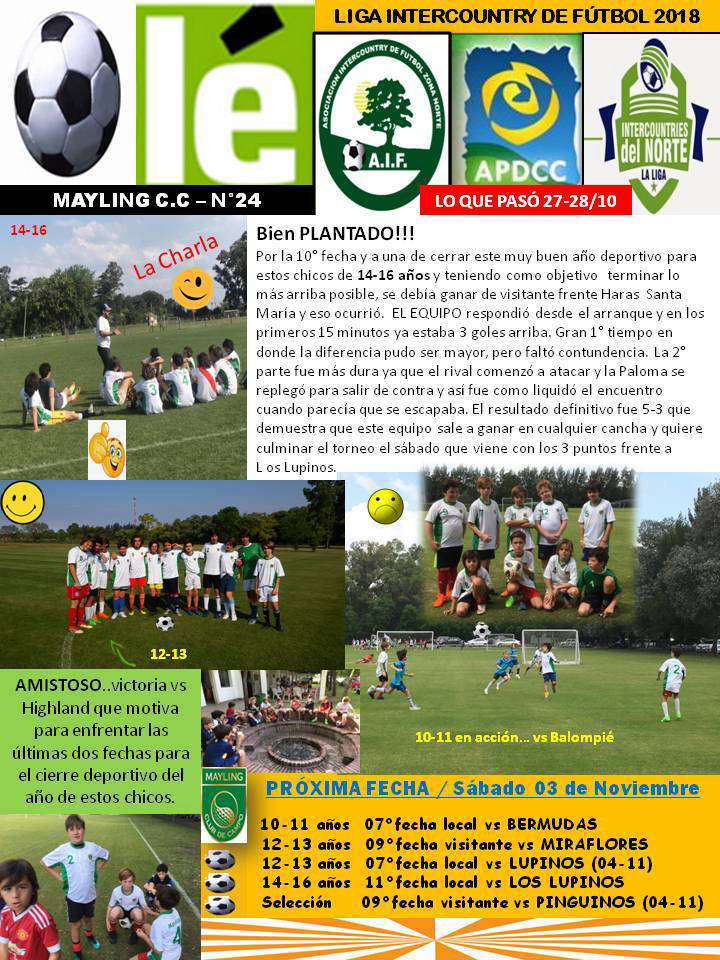 LIGA INTERCOUNTRY DE FÚTBOL 2018
Olé
ASOCIACION INTERCOUNTRY DE FUTBOL ZONA NORTE
A.I.F.
APDCC
INTERCOUNTRIES
del NORTE
LA LIGA
MAYLING C.C – N°24
LO QUE PASÓ 27-28/10
14-16
La Charla
Bien PLANTADO!!!
Por la 10° fecha y a una de cerrar este muy buen año deportivo para
estos chicos de 14-16 años y teniendo como objetivo terminar lo
más arriba posible, se debía ganar de visitante frente Haras Santa
María y eso ocurrió. EL EQUIPO respondió desde el arranque y en los
primeros 15 minutos ya estaba 3 goles arriba. Gran 1° tiempo en
donde la diferencia pudo ser mayor, pero faltó contundencia. La 2°
parte fue más dura ya que el rival comenzó a atacar y la Paloma se
replegó para salir de contra y así fue como liquidó el encuentro
cuando parecía que se escapaba. El resultado definitivo fue 5-3 que
demuestra que este equipo sale a ganar en cualquier cancha y quiere
culminar el torneo el sábado que viene con los 3 puntos frente a
L os Lupinos.
12-13
10-11 en acción... vs Balompié
AMISTOSO..victoria vs
Highland que motiva
para enfrentar las
últimas dos fechas para
el cierre deportivo del
año de estos chicos.
MAYLING
CLUB DE CAMPO
PRÓXIMA FECHA / Sábado 03 de Noviembre
10-11 años 07°fecha local vs BERMUDAS
12-13 años 09°fecha visitante vs MIRAFLORES
12-13 años 07°fecha local vs LUPINOS (04-11)
14-16 años 11°fecha local vs LOS LUPINOS
Selección 09°fecha visitante vs PINGUINOS (04-11)